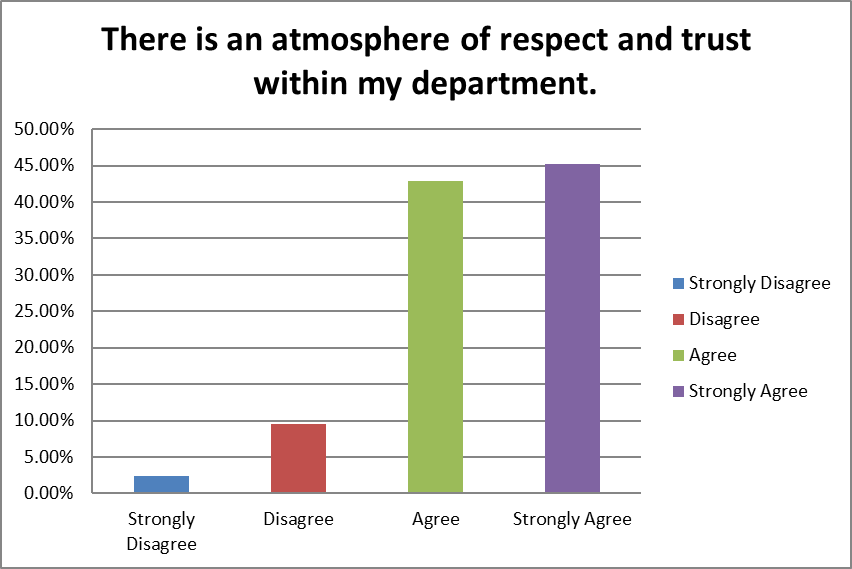 There is an atmosphere of respect and trust
within my department.
50.00%
45.00%
40.00%
35.00%
30.00%
25.00%
20.00%
15.00%
10.00%
5.00%
0.00%
Strongly
Disagree
Disagree
Agree
Strongly Agree
Strongly Disagree
Disagree
Agree
Strongly Agree